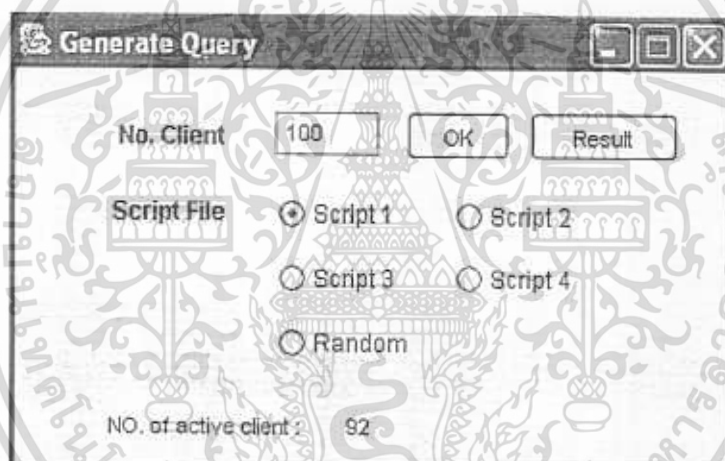 Generate Query
No. Client 100 OK Result
Script File Script 1 Script 2
Script 3 Script 4
Random
NO. of active client : 92